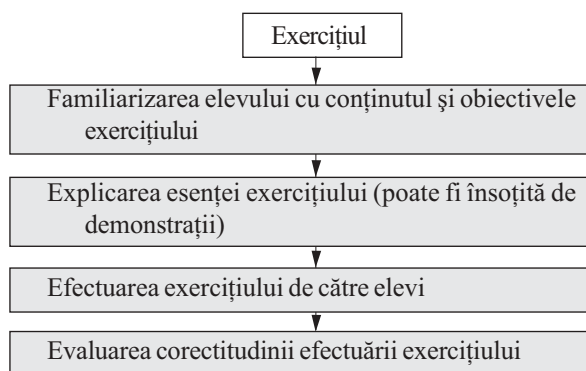 Exercițiul
Familiarizarea elevului cu conținutul şi obiectivele
exercițiului
Explicarea esenței exercițiului (poate fi însoțită de
demonstrații)
Efectuarea exercițiului de către elevi
Evaluarea corectitudinii efectuării exercițiului